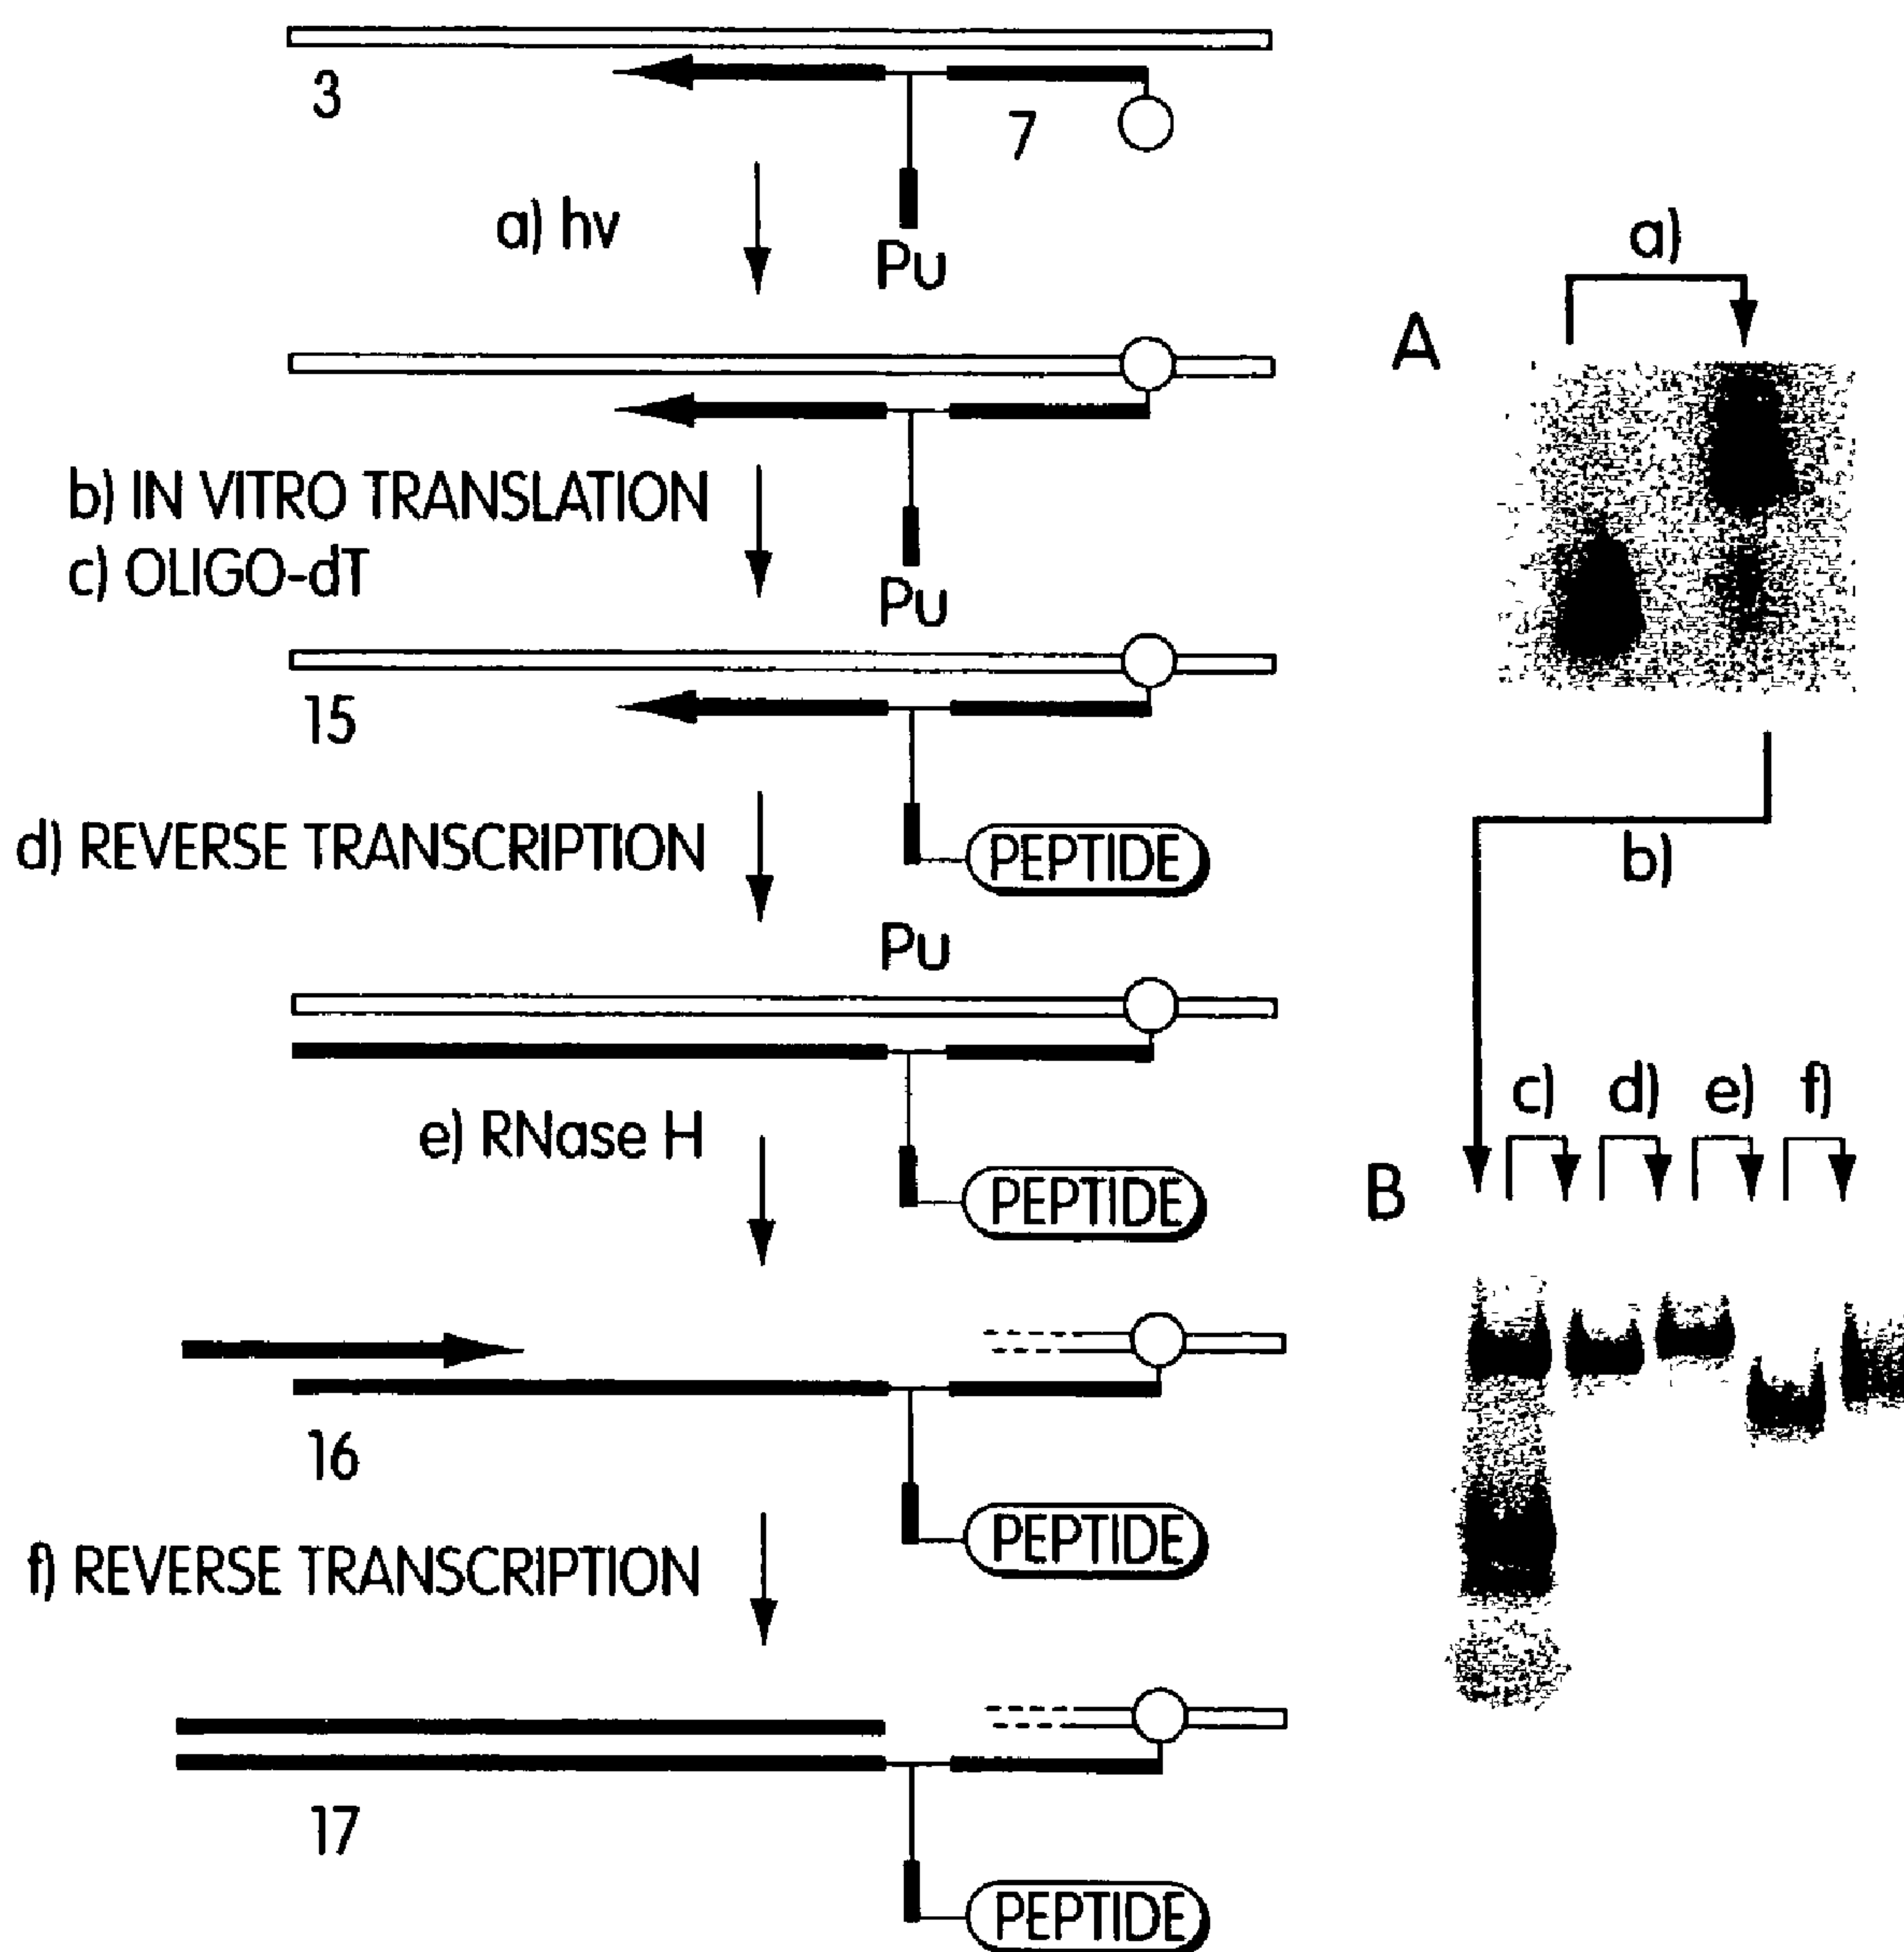 3
7
a) hν
Pu
b) IN VITRO TRANSLATION
c) OLIGO-dT
Pu
15
d) REVERSE TRANSCRIPTION
PEPTIDE
Pu
e) RNase H
PEPTIDE
16
PEPTIDE
f) REVERSE TRANSCRIPTION
17
PEPTIDE
a)
A
b)
c) d) e) f)
B